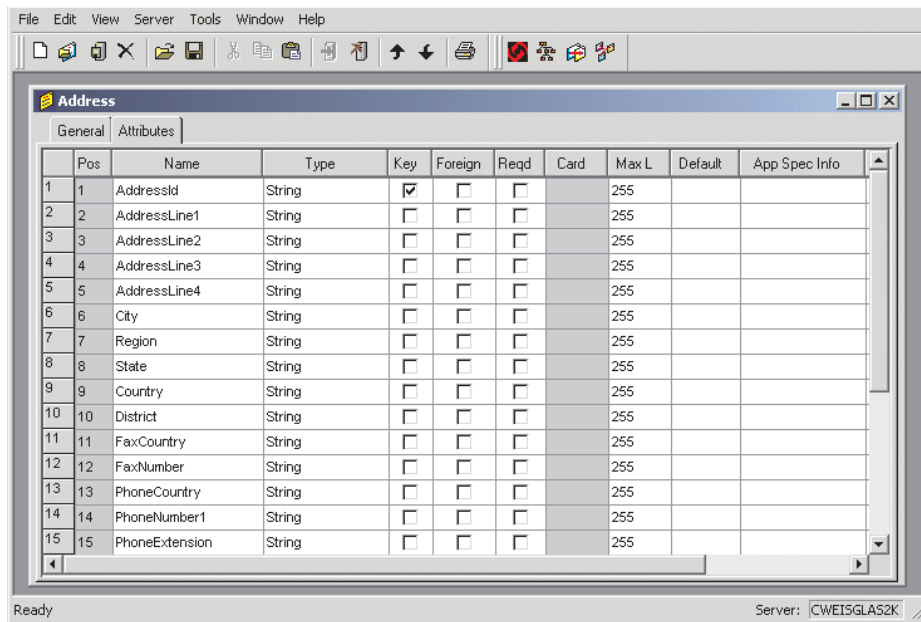 File Edit View Server Tools Window Help
Address
General Attributes
Pos Name Type Key Foreign Reqd Card Max L Default App Spec Info
1 1 AddressId String 255
2 2 AddressLine1 String 255
3 3 AddressLine2 String 255
4 4 AddressLine3 String 255
5 5 AddressLine4 String 255
6 6 City String 255
7 7 Region String 255
8 8 State String 255
9 9 Country String 255
10 10 District String 255
11 11 FaxCountry String 255
12 12 FaxNumber String 255
13 13 PhoneCountry String 255
14 14 PhoneNumber1 String 255
15 15 PhoneExtension String 255
Ready Server: CWEISGLAS2K